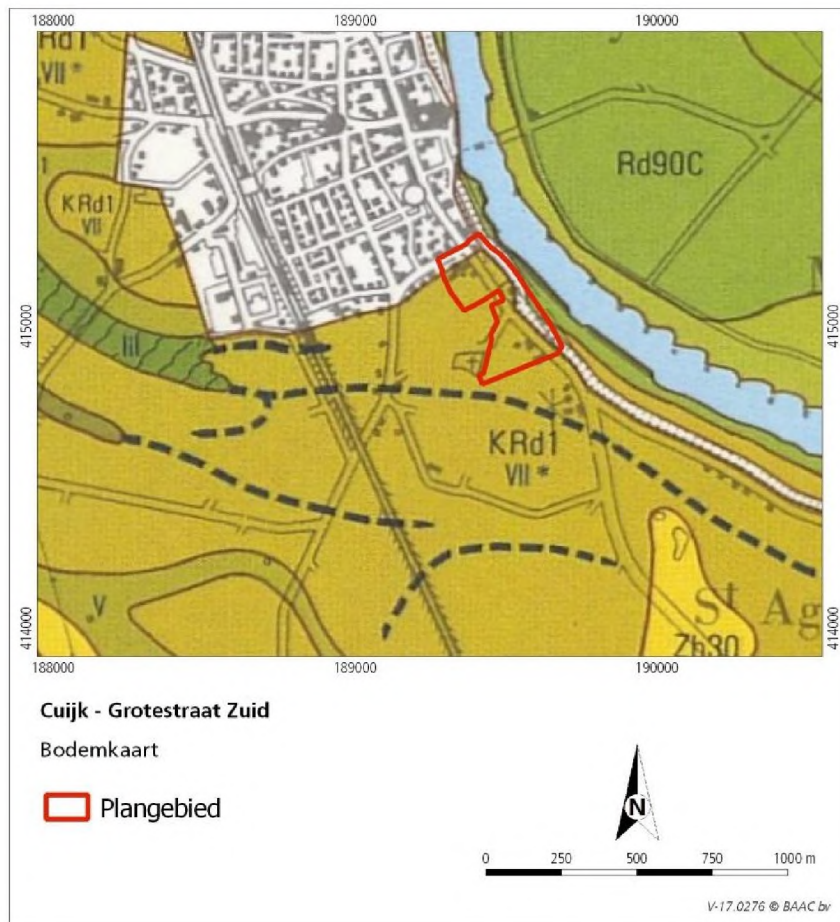 188000 189000 190000
Rd1
VII *
Rd90C
KRd1
VII
415000 415000
III
KRd1
VII *
V
St Ag
Zb30
414000 414000
188000 189000 190000
Cuijk - Grotestraat Zuid
Bodemkaart
Plangebied
N
0 250 500 750 1000 m
V-17.0276 © BAAC bv